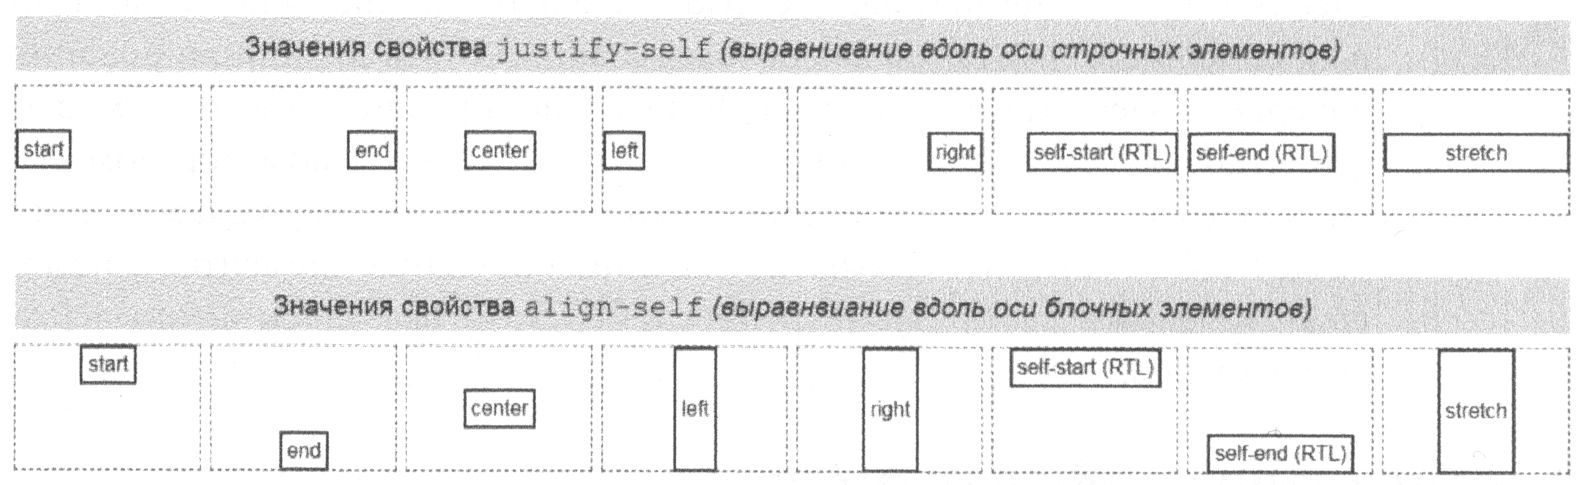 Значения свойства justify-self (выравнивание вдоль оси строчных элементов)
start end center left right self-start (RTL) self-end (RTL) stretch
Значения свойства align-self (выравнвиание вдоль оси блочных элементов)
start end center left right self-start (RTL) self-end (RTL) stretch